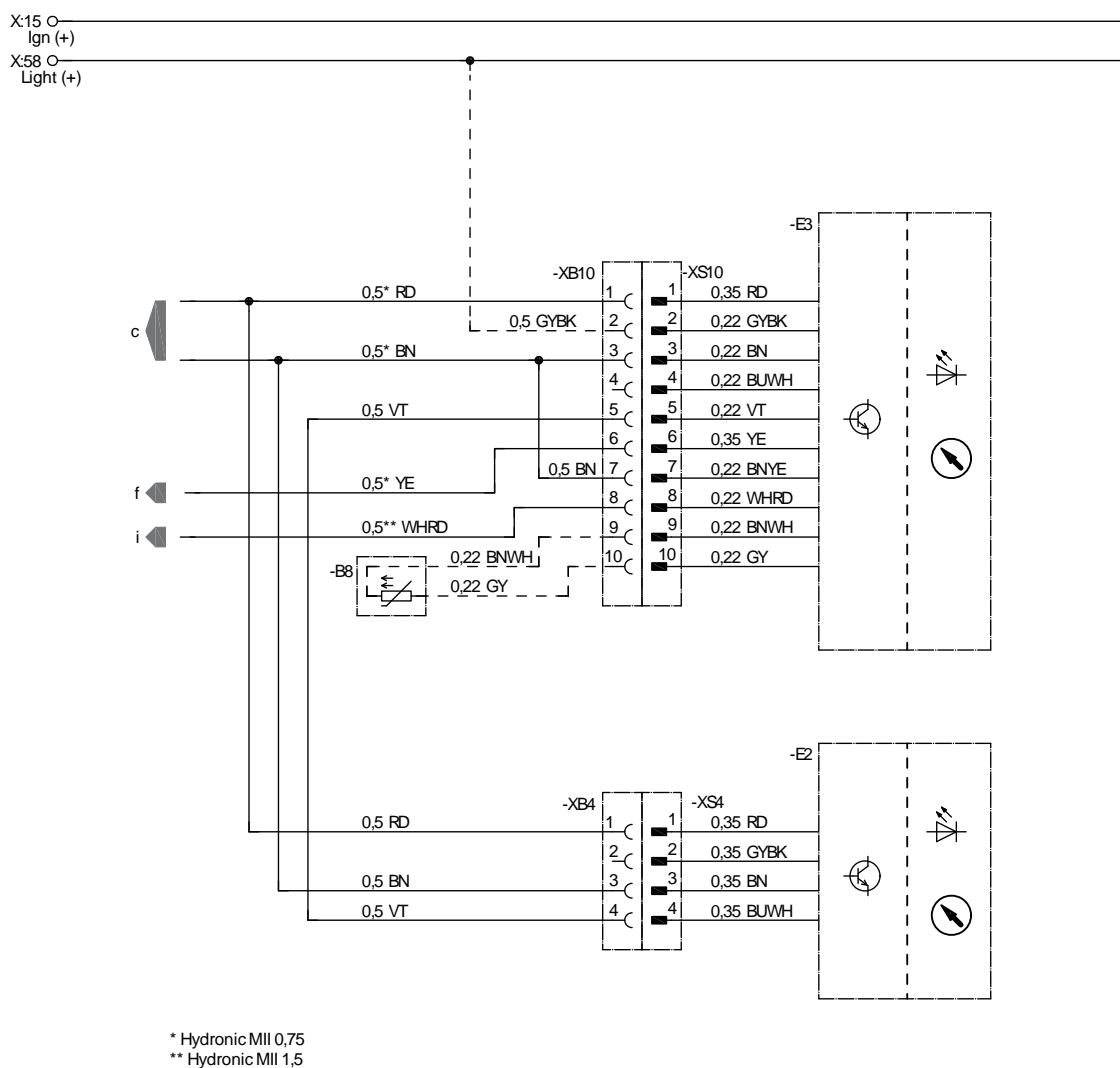 X:15
Ign (+)
X:58
Light (+)
-E3
-XB10 -XS10
c
0,5* RD 1 1 0,35 RD
0,5 GYBK 2 2 0,22 GYBK
0,5* BN 3 3 0,22 BN
4 4 0,22 BUWH
0,5 VT 5 5 0,22 VT
6 6 0,35 YE
0,5 BN 7 7 0,22 BNYE
f 0,5* YE
8 8 0,22 WHRD
i 0,5** WHRD
9 9 0,22 BNWH
0,22 BNWH 10 10 0,22 GY
-B8
0,22 GY
-E2
-XB4 -XS4
0,5 RD 1 1 0,35 RD
2 2 0,35 GYBK
0,5 BN 3 3 0,35 BN
0,5 VT 4 4 0,35 BUWH
* Hydronic MII 0,75
** Hydronic MII 1,5